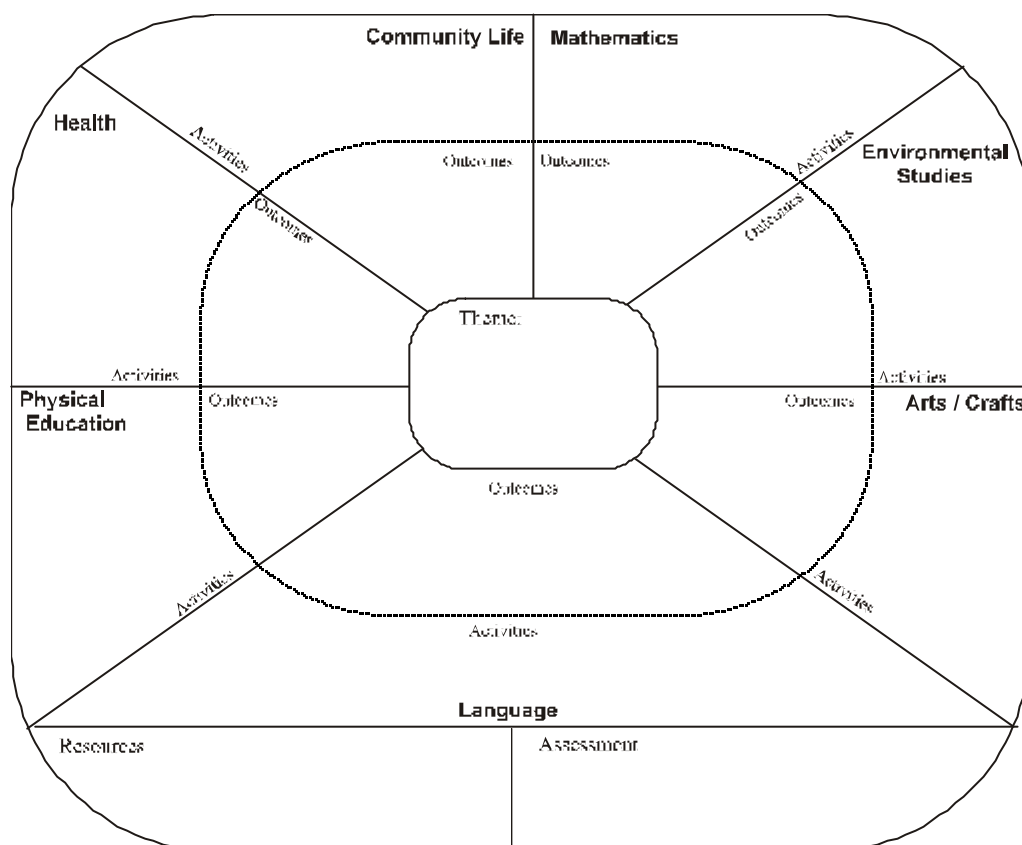 Community Life
Mathematics
Health
Activities
Outcomes
Outcomes
Outcomes
Activities
Environmental
Studies
Outcomes
Theme:
Activities
Physical
Education
Outcomes
Outcomes
Activities
Arts / Crafts
Outcomes
Activities
Activities
Activities
Language
Resources
Assessment